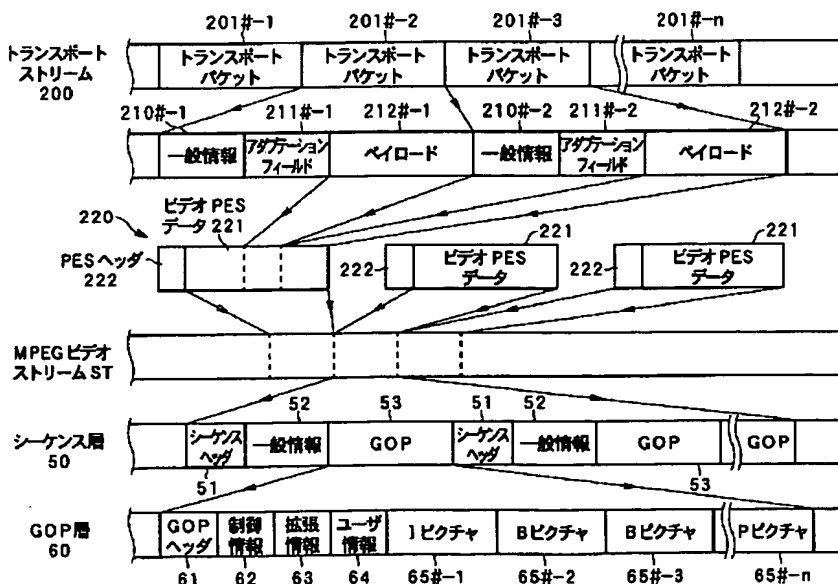 201#-1 201#-2 201#-3 201#-n
トランスポート
ストリーム
200
トランスポート
パケット
トランスポート
パケット
トランスポート
パケット
トランスポート
パケット
210#-1 211#-1 212#-1 210#-2 211#-2 212#-2
一般情報
アダプテーション
フィールド
ペイロード
一般情報
アダプテーション
フィールド
ペイロード
220
ビデオPES
データ 221
221
221
PESヘッダ
222
222
ビデオPES
データ
222
ビデオPES
データ
MPEGビデオ
ストリームST
52 53 51 52
シーケンス層
50
シーケンス
ヘッダ
一般情報
GOP
シーケンス
ヘッダ
一般情報
GOP
GOP
51 53
GOP層
60
GOP
ヘッダ
制御
情報
拡張
情報
ユーザ
情報
Iピクチャ
Bピクチャ
Bピクチャ
Pピクチャ
61 62 63 64 65#-1 65#-2 65#-3 65#-n